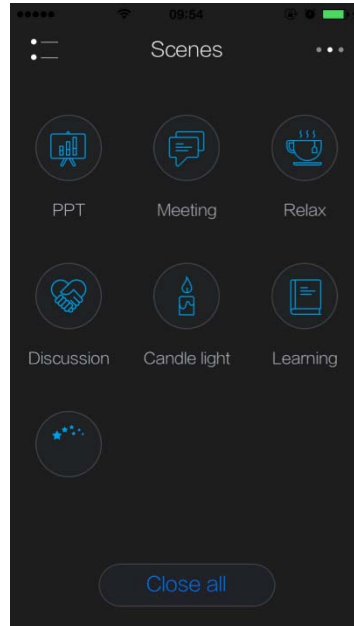 09:54
Scenes
PPT
Meeting
Relax
Discussion
Candle light
Learning
Close all